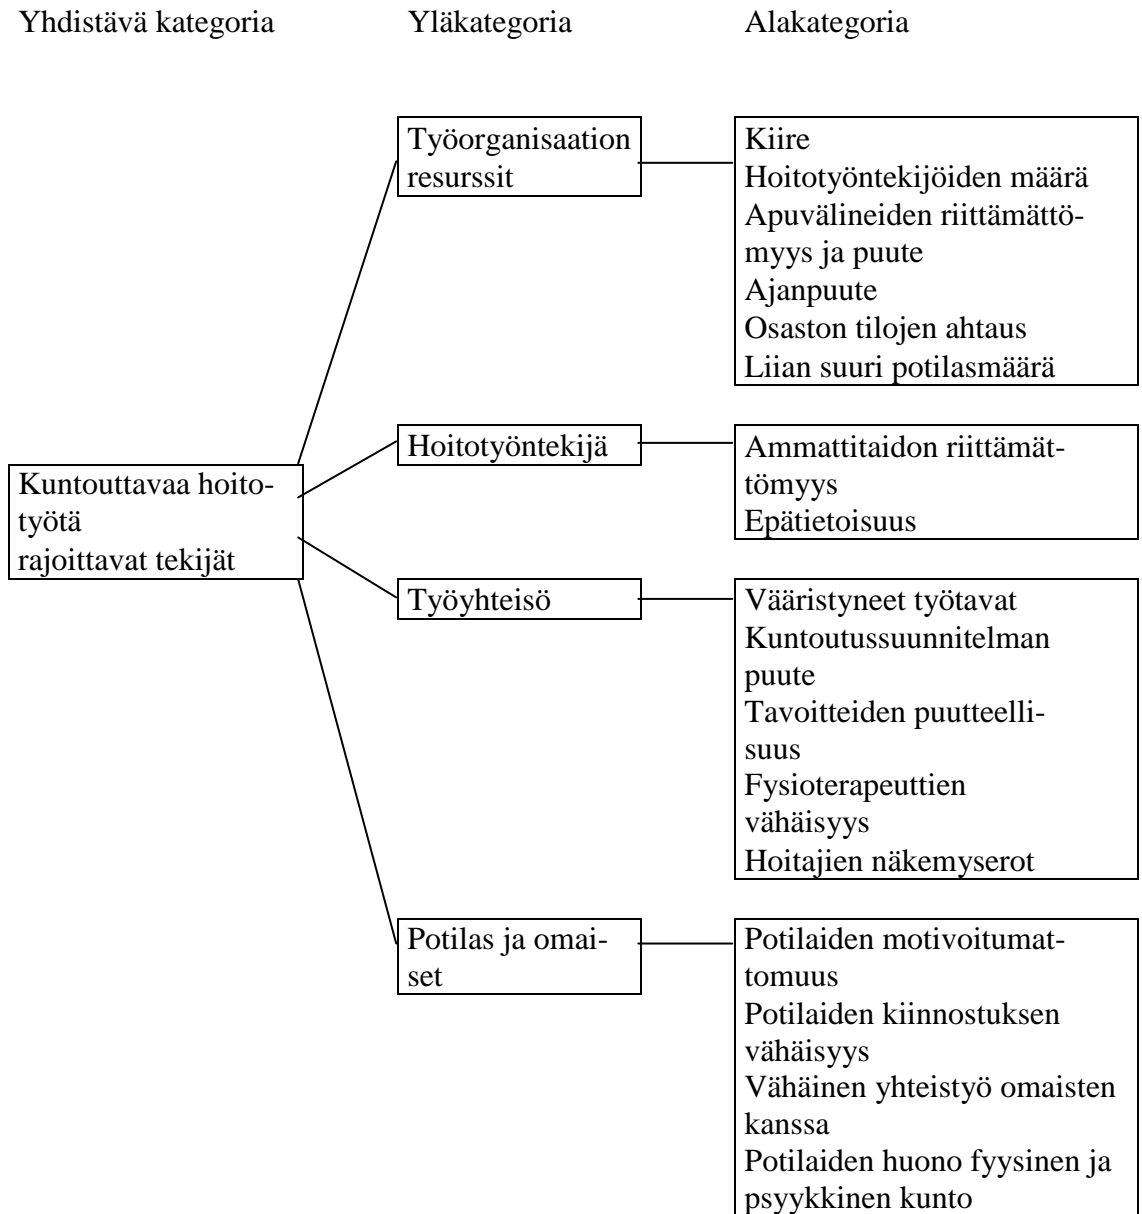 Yhdistävä kategoria Yläkategoria Alakategoria
Työorganisaation
resurssit
Kiire
Hoitotyöntekijöiden määrä
Apuvälineiden riittämättö-
myys ja puute
Ajanpuute
Osaston tilojen ahtaus
Liian suuri potilasmäärä
Hoitotyöntekijä
Ammattitaidon riittämät-
tömyys
Epätietoisuus
Kuntouttavaa hoito-
työtä
rajoittavat tekijät
Työyhteisö
Vääristyneet työtavat
Kuntoutussuunnitelman
puute
Tavoitteiden puutteelli-
suus
Fysioterapeuttien
vähäisyys
Hoitajien näkemyserot
Potilas ja omai-
set
Potilaiden motivoitumat-
tomuus
Potilaiden kiinnostuksen
vähäisyys
Vähäinen yhteistyö omaisten
kanssa
Potilaiden huono fyysinen ja
psyykkinen kunto